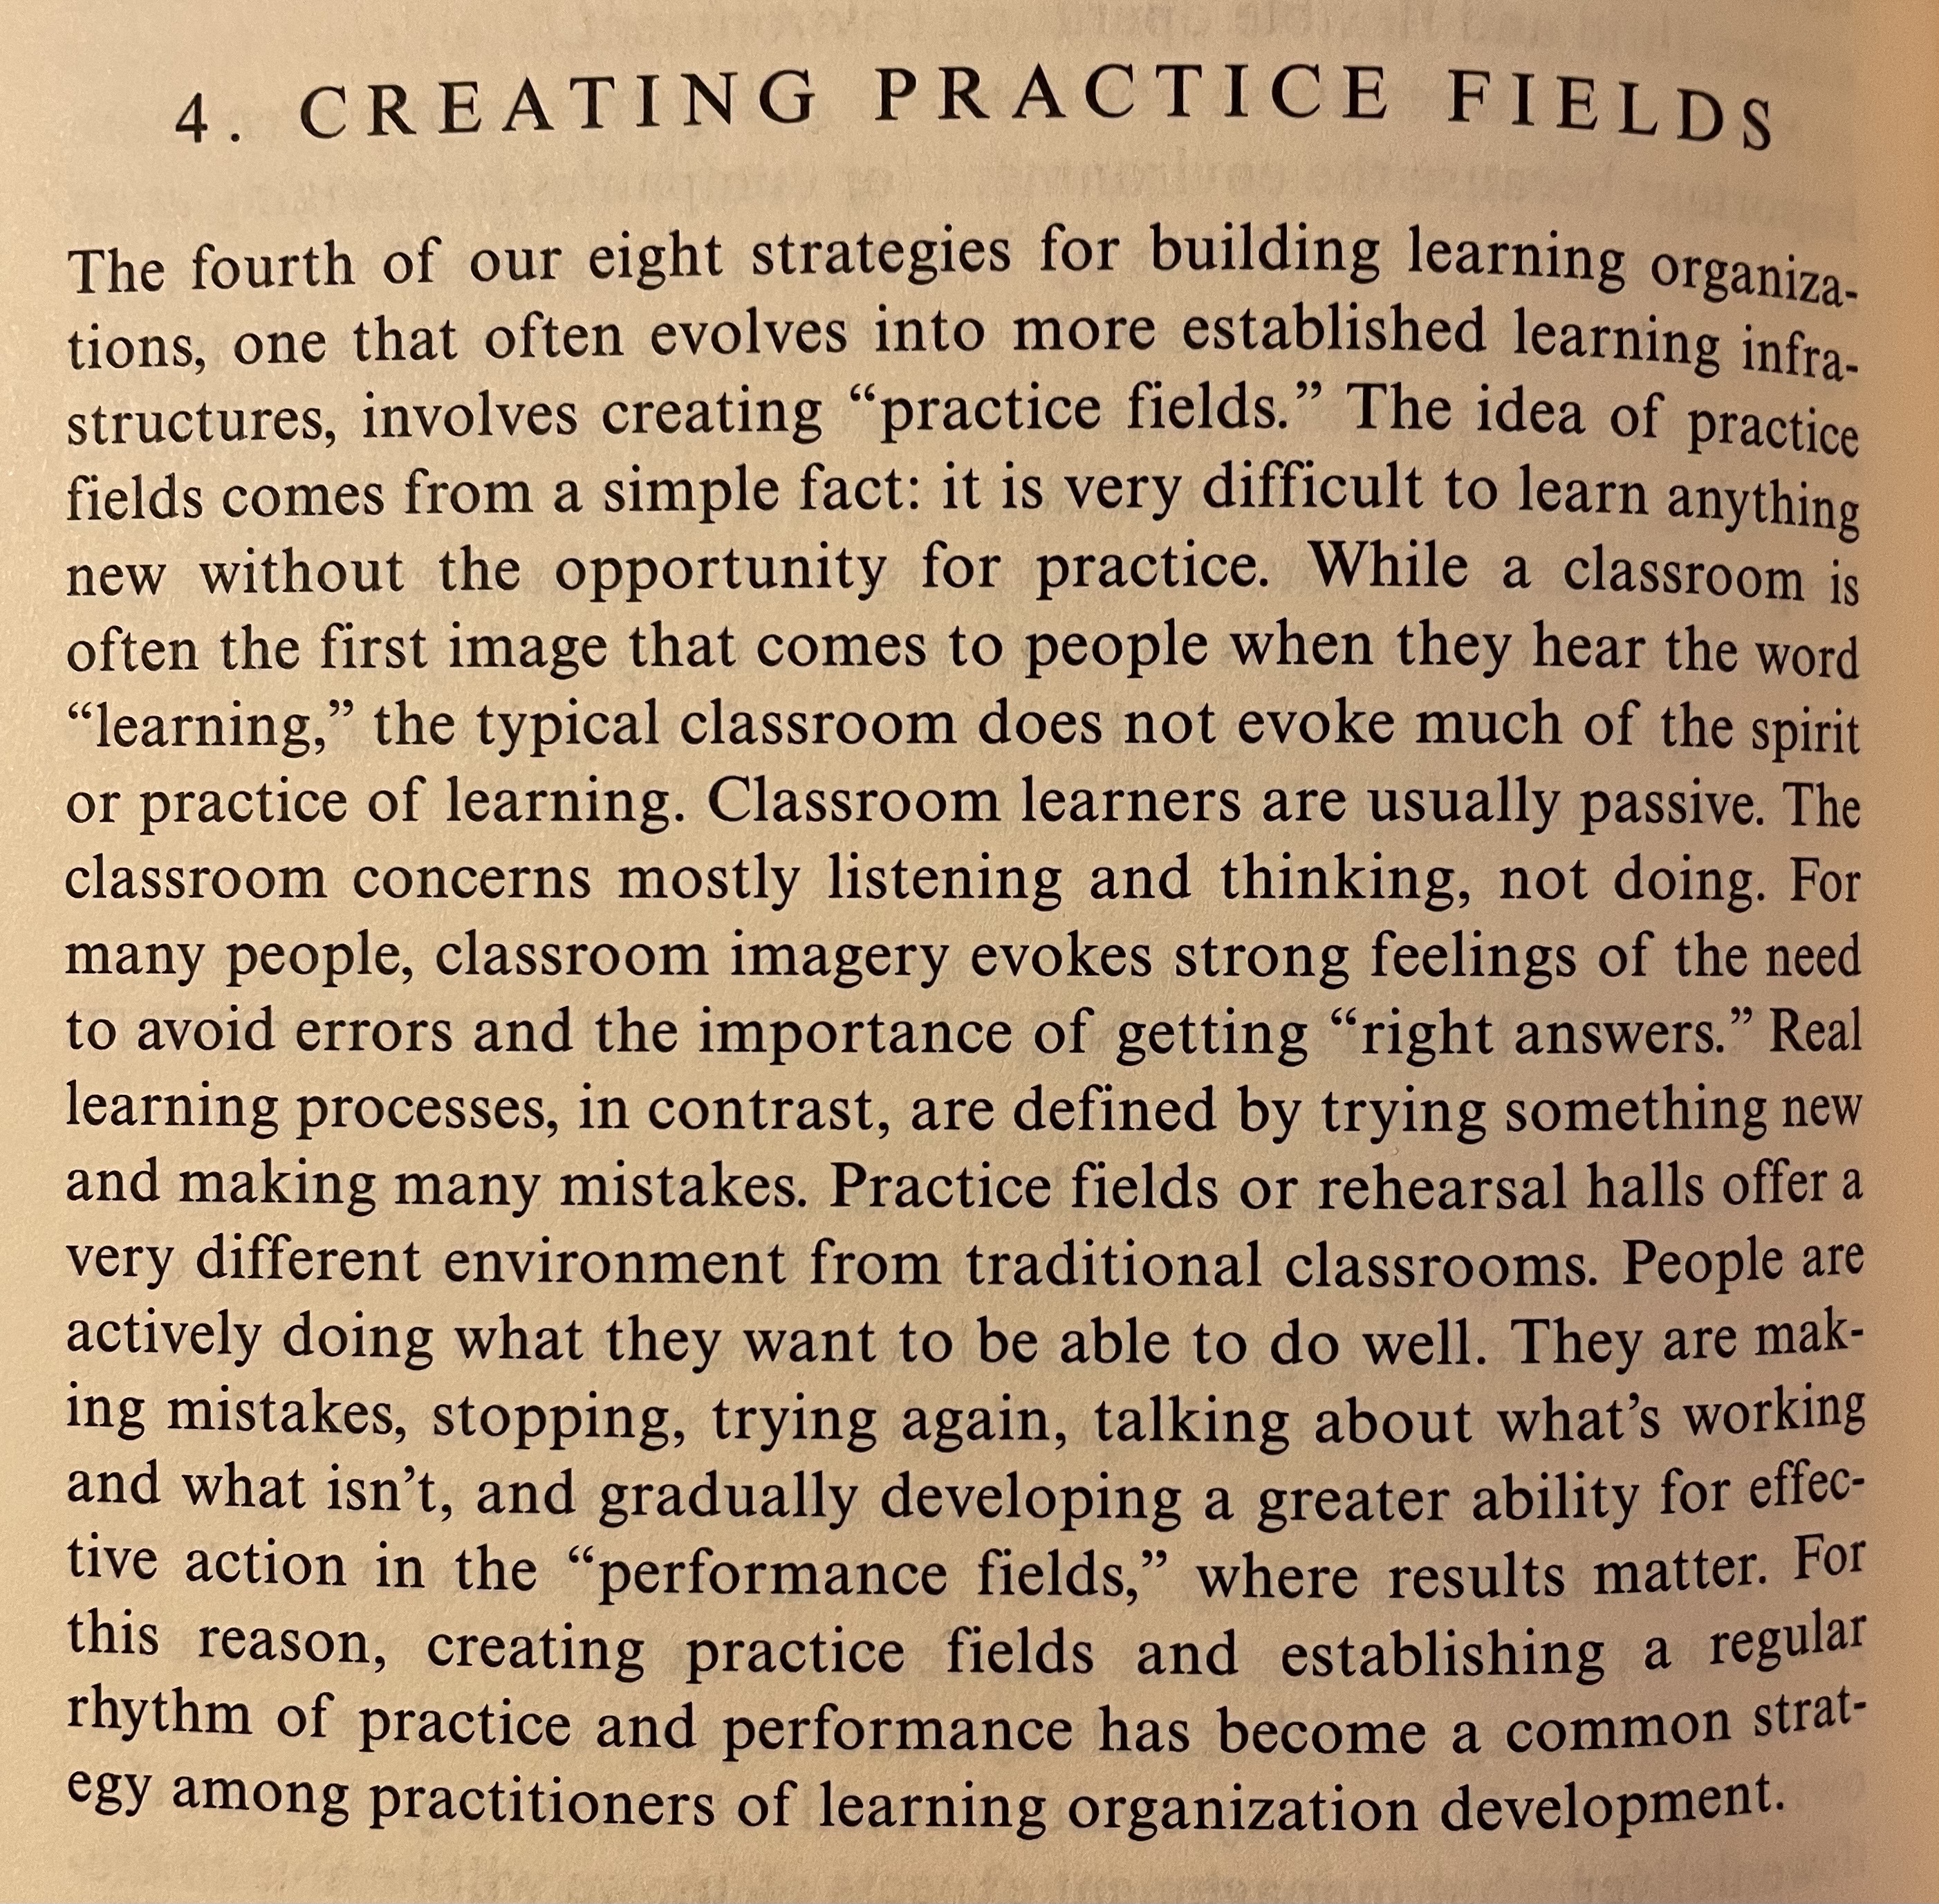 4. CREATING PRACTICE FIELDS
The fourth of our eight strategies for building learning organiza-
tions, one that often evolves into more established learning infra-
structures, involves creating “practice fields.” The idea of practice
fields comes from a simple fact: it is very difficult to learn anything
new without the opportunity for practice. While a classroom is
often the first image that comes to people when they hear the word
“learning,” the typical classroom does not evoke much of the spirit
or practice of learning. Classroom learners are usually passive. The
classroom concerns mostly listening and thinking, not doing. For
many people, classroom imagery evokes strong feelings of the need
to avoid errors and the importance of getting “right answers.” Real
learning processes, in contrast, are defined by trying something new
and making many mistakes. Practice fields or rehearsal halls offer a
very different environment from traditional classrooms. People are
actively doing what they want to be able to do well. They are mak-
ing mistakes, stopping, trying again, talking about what’s working
and what isn’t, and gradually developing a greater ability for effec-
tive action in the “performance fields,” where results matter. For
this reason, creating practice fields and establishing a regular
rhythm of practice and performance has become a common strat-
egy among practitioners of learning organization development.